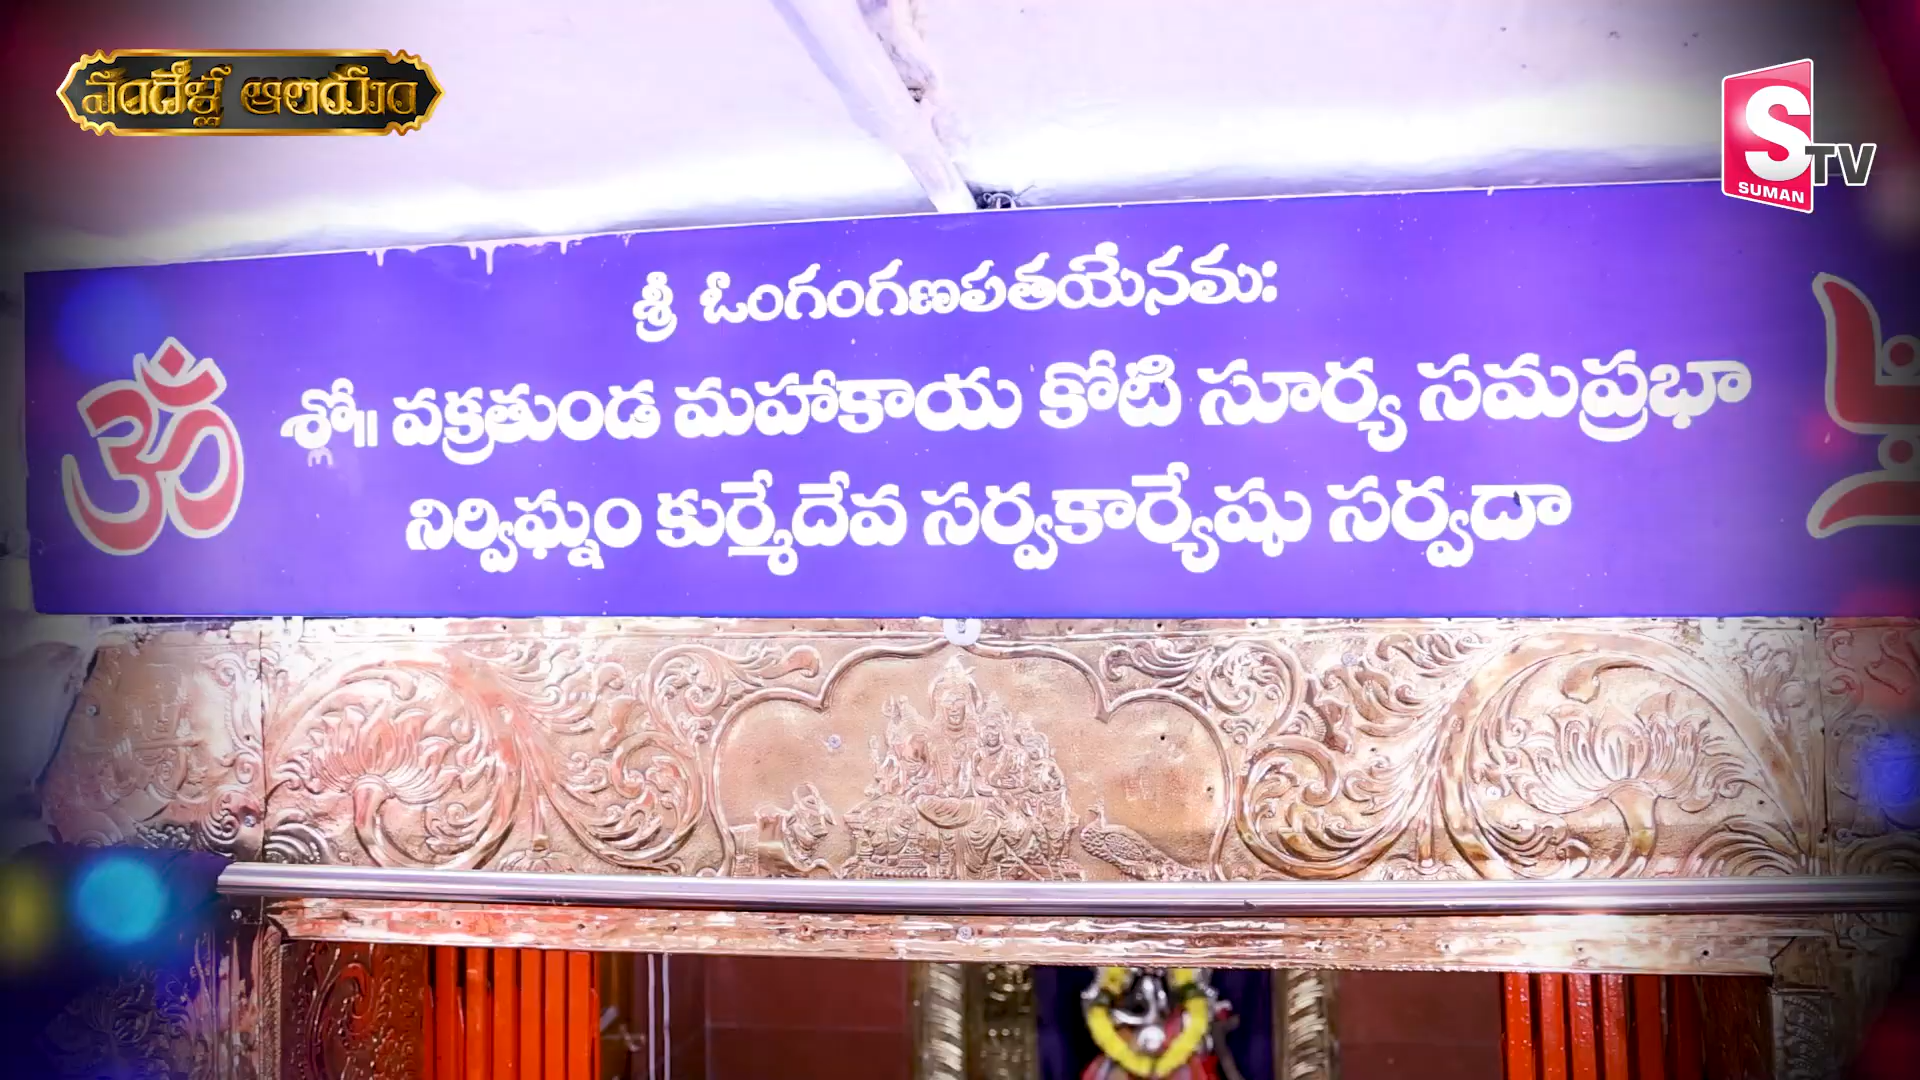 వందేళ్ల ఆలయం
S
SUMAN
TV
శ్రీ ఓంగంగణపతయేనమః
శ్లో॥ వక్రతుండ మహాకాయ కోటి సూర్య సమప్రభా
నిర్విఘ్నం కుర్మేదేవ సర్వకార్యేషు సర్వదా
ॐ